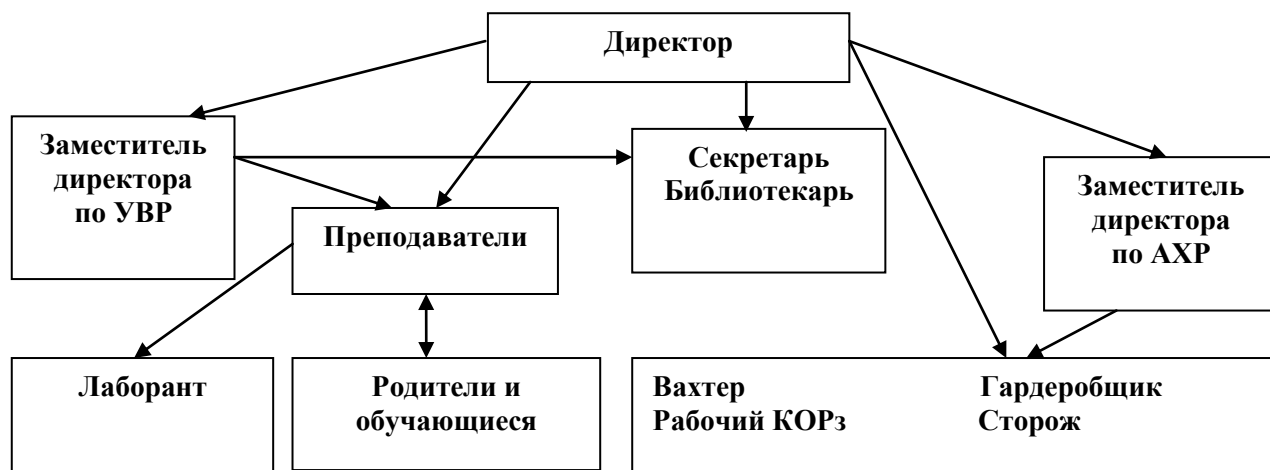 Директор
Заместитель
директора
по УВР
Секретарь
Библиотекарь
Заместитель
директора
по АХР
Преподаватели
Лаборант
Родители и
обучающиеся
Вахтер Гардеробщик
Рабочий КОРз Сторож